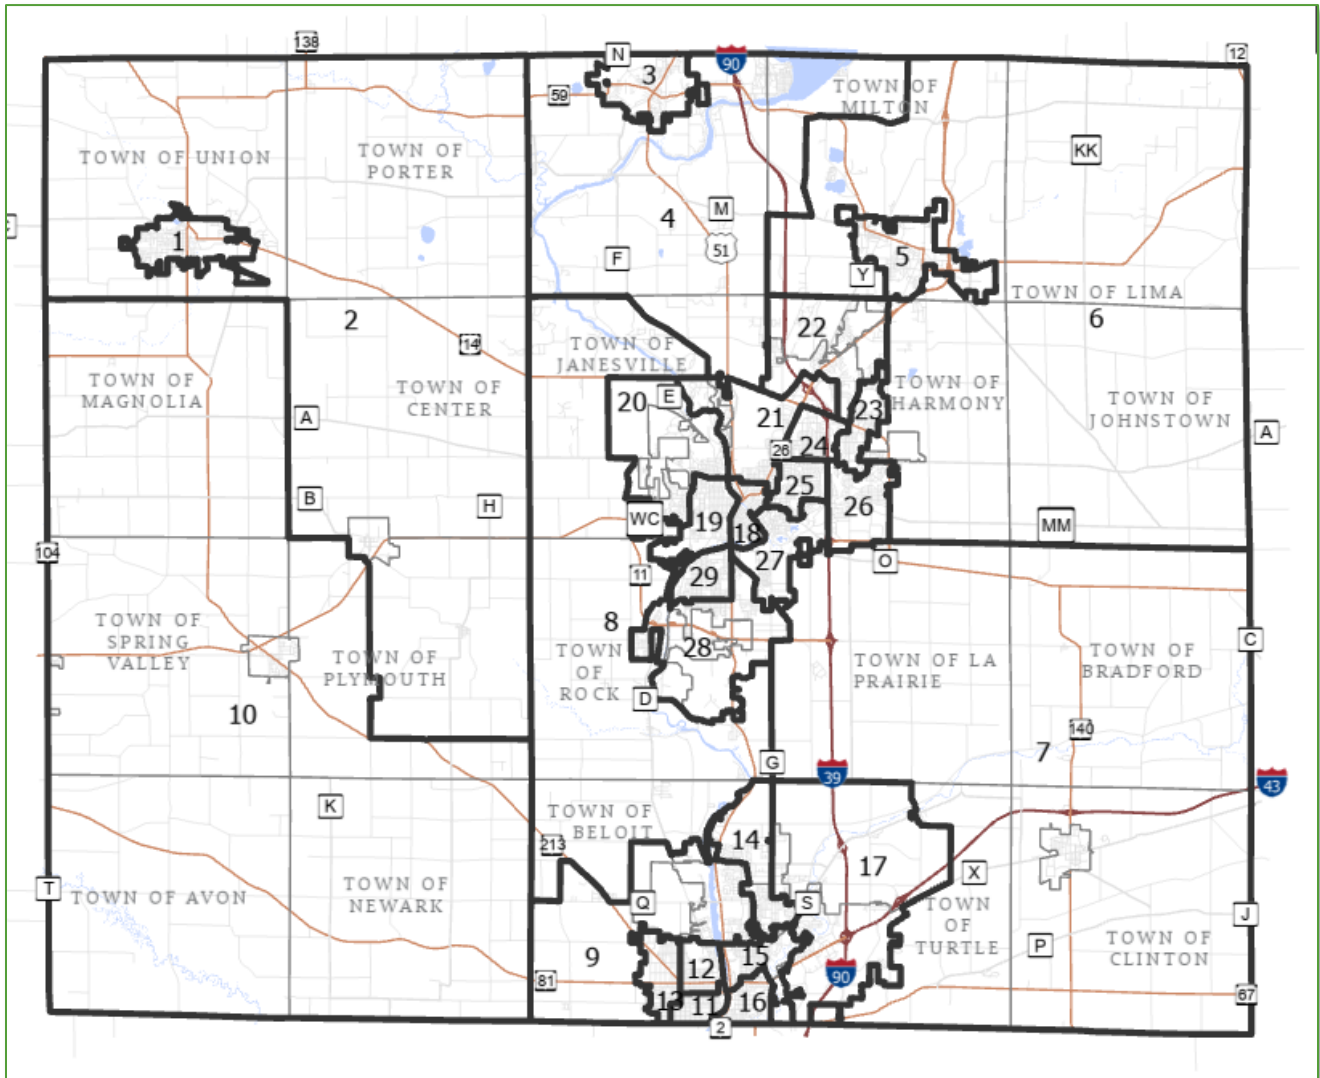 138
N
90
12
3
59
TOWN OF
MILTON
KK
TOWN OF UNION
TOWN OF
PORTER
M
4
51
1
F
Y
5
TOWN OF LIMA
2
22
6
14
TOWN OF
JANESVILLE
TOWN OF
MAGNOLIA
TOWN OF
CENTER
TOWN OF
HARMONY
TOWN OF
JOHNSTOWN
20
E
A
21
23
A
26
24
B
H
25
26
WC
19
18
MM
104
27
O
11
29
8
28
TOWN OF
SPRING
VALLEY
TOWN OF
PLYMOUTH
TOWN
OF
ROCK
TOWN OF LA
PRAIRIE
TOWN OF
BRADFORD
C
D
10
140
7
G
39
43
K
TOWN OF
BELOIT
213
14
17
X
T
TOWN OF AVON
TOWN OF
NEWARK
Q
S
TOWN
OF
TURTLE
J
P
TOWN OF
CLINTON
9
12
15
81
90
67
13
11
16
2